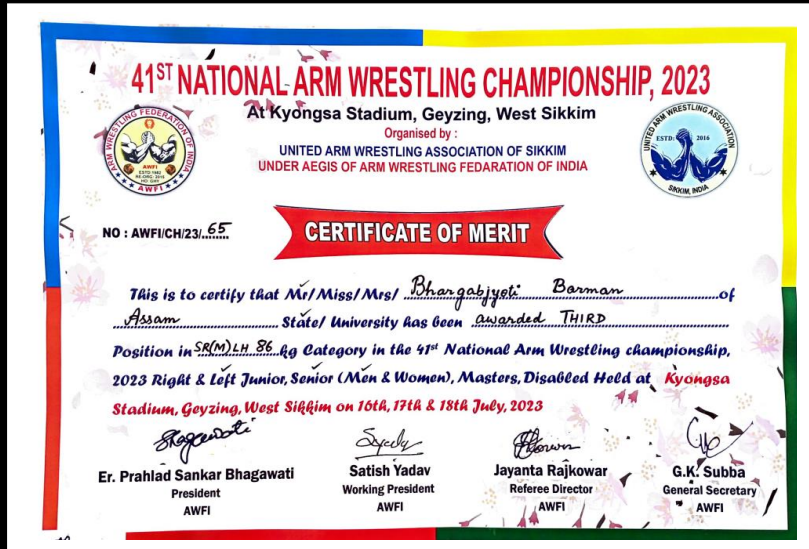 41ST NATIONAL ARM WRESTLING CHAMPIONSHIP, 2023
At Kyongsa Stadium, Geyzing, West Sikkim
Organised by :
UNITED ARM WRESTLING ASSOCIATION OF SIKKIM
UNDER AEGIS OF ARM WRESTLING FEDARATION OF INDIA
ARM WRESTLING FEDERATION OF INDIA
AWFI
ESTD-1982
AWFI
UNITED ARM WRESTLING ASSOCIATION
ESTD: 2016
SIKKIM, INDIA
NO : AWFI/CH/23/..65
CERTIFICATE OF MERIT
This is to certify that Mr/Miss/Mrs/ Bhargabjyoti Barman of
Assam State/ University has been awarded THIRD
Position in SR(M)LH 86 kg Category in the 41st National Arm Wrestling championship,
2023 Right & Left Junior, Senior (Men & Women), Masters, Disabled Held at Kyongsa
Stadium, Geyzing, West Sikkim on 16th, 17th & 18th July, 2023
Er. Prahlad Sankar Bhagawati
President
AWFI
Satish Yadav
Working President
AWFI
Jayanta Rajkowar
Referee Director
AWFI
G.K. Subba
General Secretary
AWFI